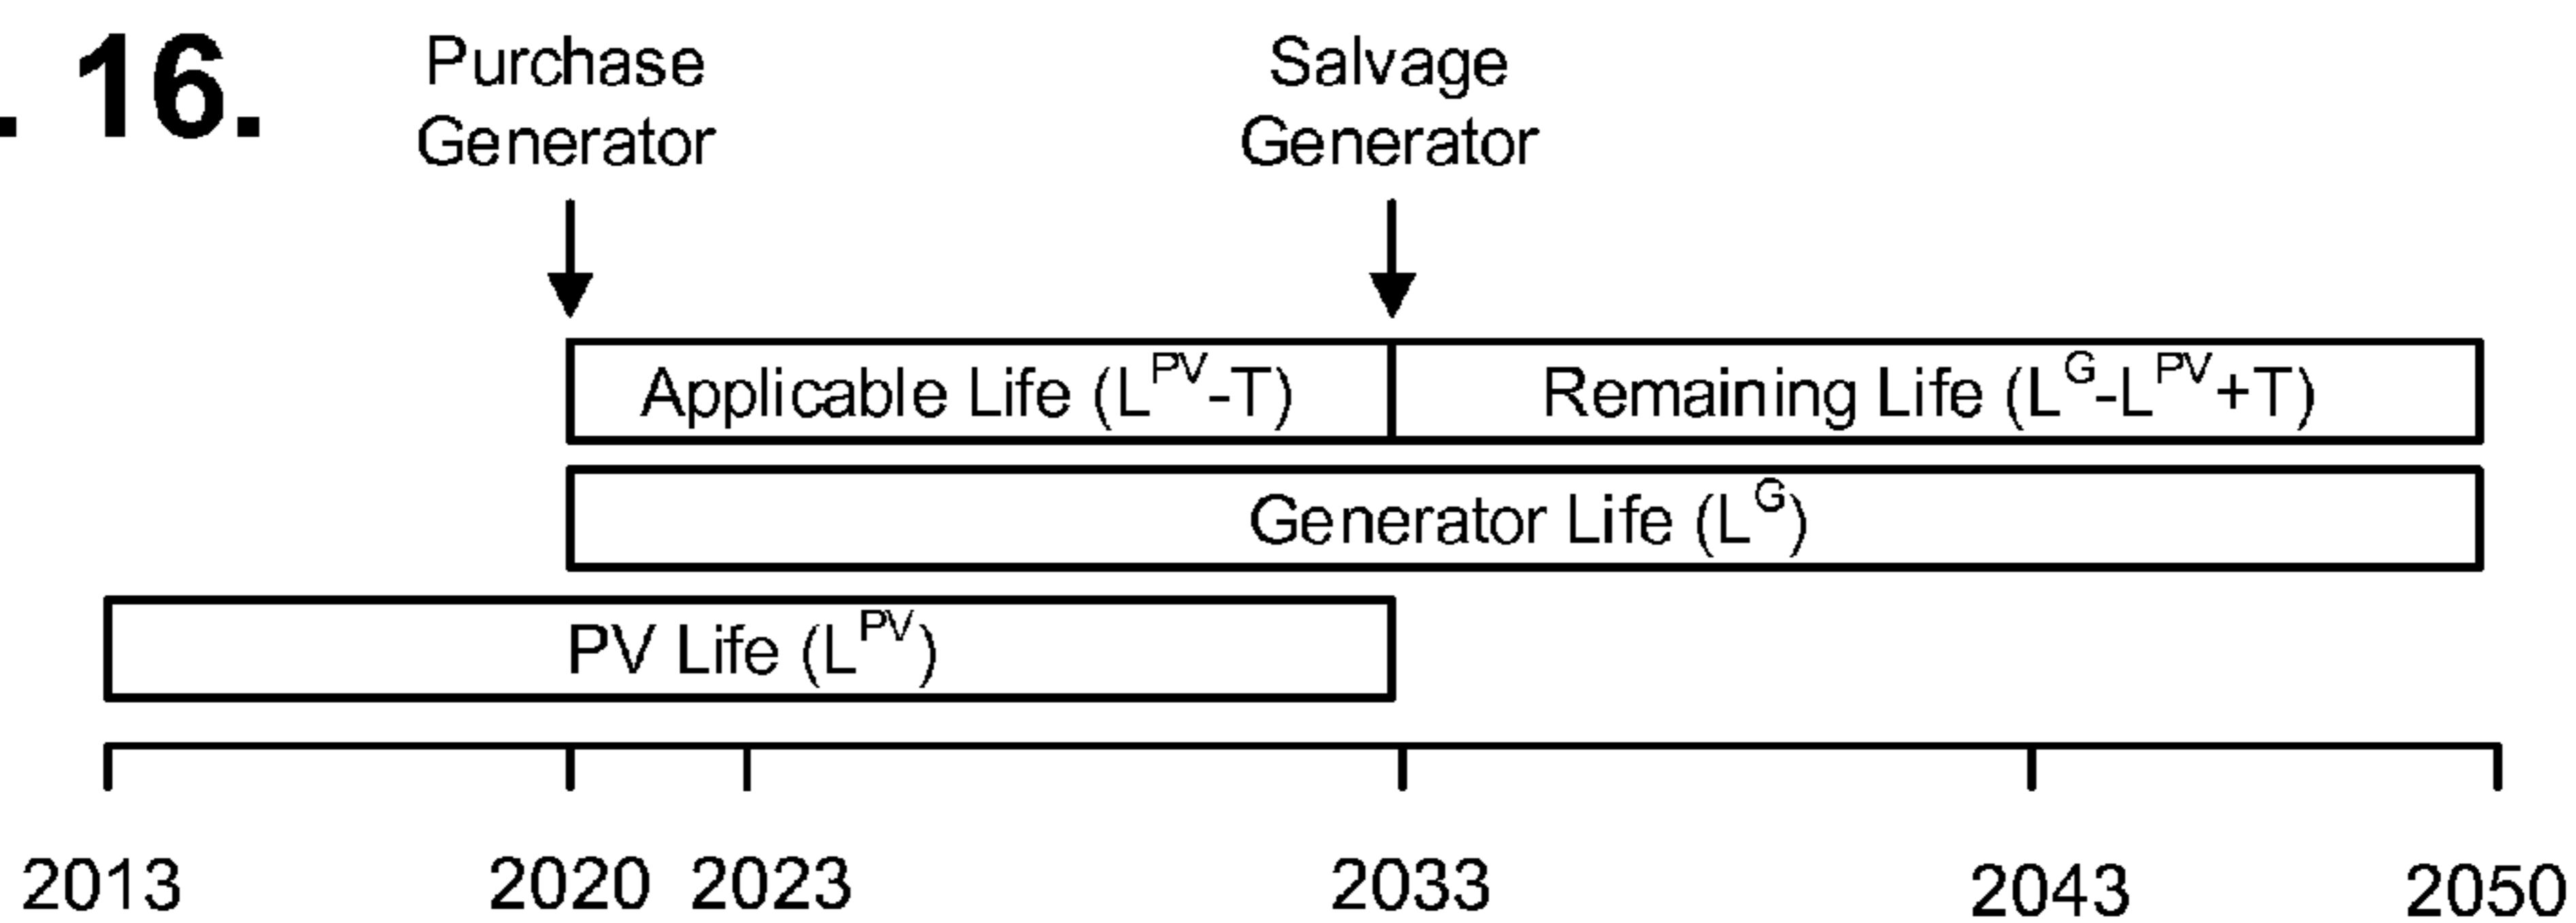 . 16.
Purchase
Generator
Salvage
Generator
Applicable Life (L^PV-T)
Remaining Life (L^G-L^PV+T)
Generator Life (L^G)
PV Life (L^PV)
2013 2020 2023 2033 2043 2050